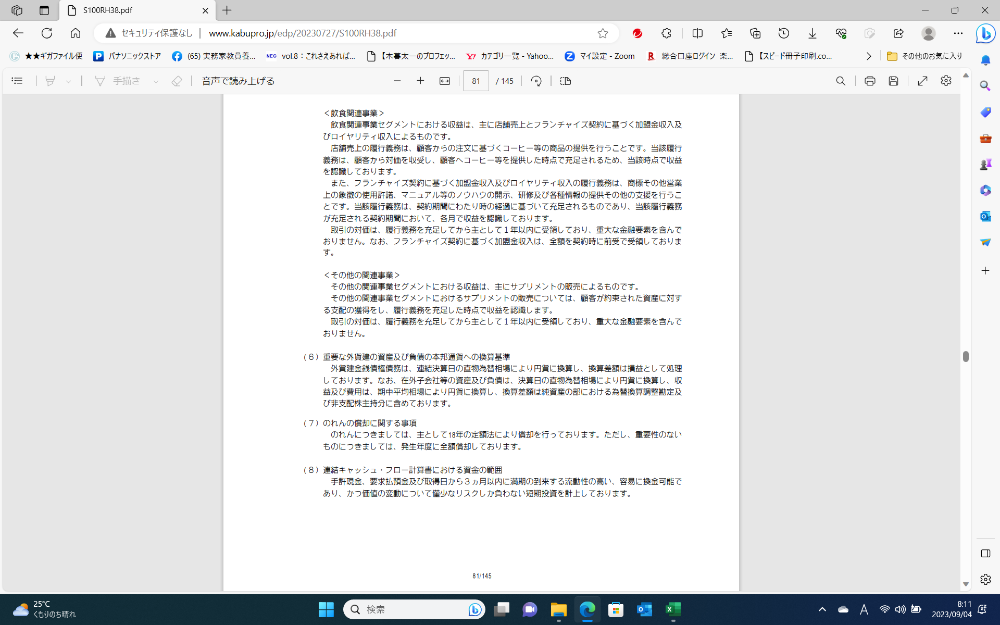 S100RH38.pdf
セキュリティ保護なし
www.kabupro.jp/edp/20230727/S100RH38.pdf
★★ギガファイル便
パナソニックストア
(65) 実務家教員養...
NEC
vol.8：これさえあれば...
【木暮太一のプロフェッ...
カテゴリ一覧 - Yahoo...
マイ設定 - Zoom
総合口座ログイン 楽...
【スピード冊子印刷.co...
その他のお気に入り
手描き
音声で読み上げる
81
/ 145
＜飲食関連事業＞
飲食関連事業セグメントにおける収益は、主に店舗売上とフランチャイズ契約に基づく加盟金収入及
びロイヤリティ収入によるものです。
店舗売上の履行義務は、顧客からの注文に基づくコーヒー等の商品の提供を行うことです。当該履行
義務は、顧客から対価を収受し、顧客へコーヒー等を提供した時点で充足されるため、当該時点で収益
を認識しております。
また、フランチャイズ契約に基づく加盟金収入及びロイヤリティ収入の履行義務は、商標その他営業
上の象徴の使用許諾、マニュアル等のノウハウの開示、研修及び各種情報の提供その他の支援を行うこ
とです。当該履行義務は、契約期間にわたり時の経過に基づいて充足されるものであり、当該履行義務
が充足される契約期間において、各月で収益を認識しております。
取引の対価は、履行義務を充足してから主として１年以内に受領しており、重大な金融要素を含んで
おりません。なお、フランチャイズ契約に基づく加盟金収入は、全額を契約時に前受で受領しておりま
す。
＜その他の関連事業＞
その他の関連事業セグメントにおける収益は、主にサプリメントの販売によるものです。
その他の関連事業セグメントにおけるサプリメントの販売については、顧客が約束された資産に対す
る支配の獲得をし、履行義務を充足した時点で収益を認識します。
取引の対価は、履行義務を充足してから主として１年以内に受領しており、重大な金融要素を含んで
おりません。
（６）重要な外貨建の資産及び負債の本邦通貨への換算基準
外貨建金銭債権債務は、連結決算日の直物為替相場により円貨に換算し、換算差額は損益として処理
しております。なお、在外子会社等の資産及び負債は、決算日の直物為替相場により円貨に換算し、収
益及び費用は、期中平均相場により円貨に換算し、換算差額は純資産の部における為替換算調整勘定及
び非支配株主持分に含めております。
（７）のれんの償却に関する事項
のれんにつきましては、主として18年の定額法により償却を行っております。ただし、重要性のない
ものにつきましては、発生年度に全額償却しております。
（８）連結キャッシュ・フロー計算書における資金の範囲
手許現金、要求払預金及び取得日から３ヵ月以内に満期の到来する流動性の高い、容易に換金可能で
あり、かつ価値の変動について僅少なリスクしか負わない短期投資を計上しております。
81/145
25℃
くもりのち晴れ
検索
A
8:11
2023/09/04